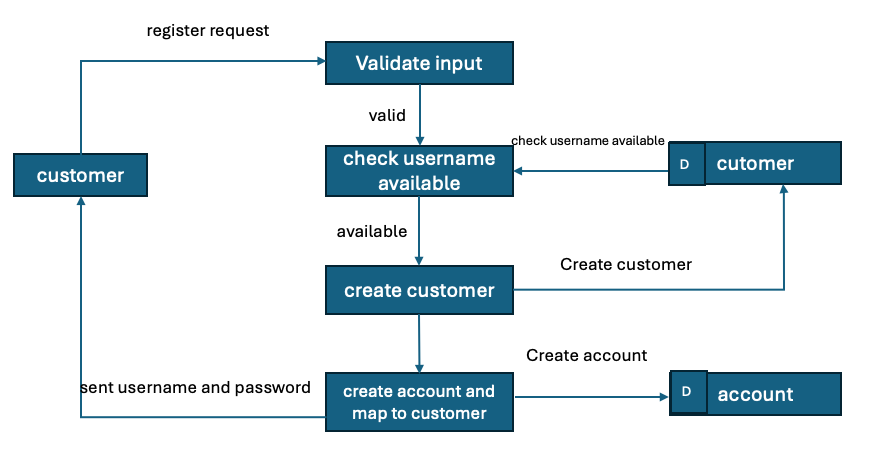 register request
Validate input
valid
check username available
check username
available
D
cutomer
customer
available
Create customer
create customer
Create account
sent username and password
create account and
map to customer
D
account